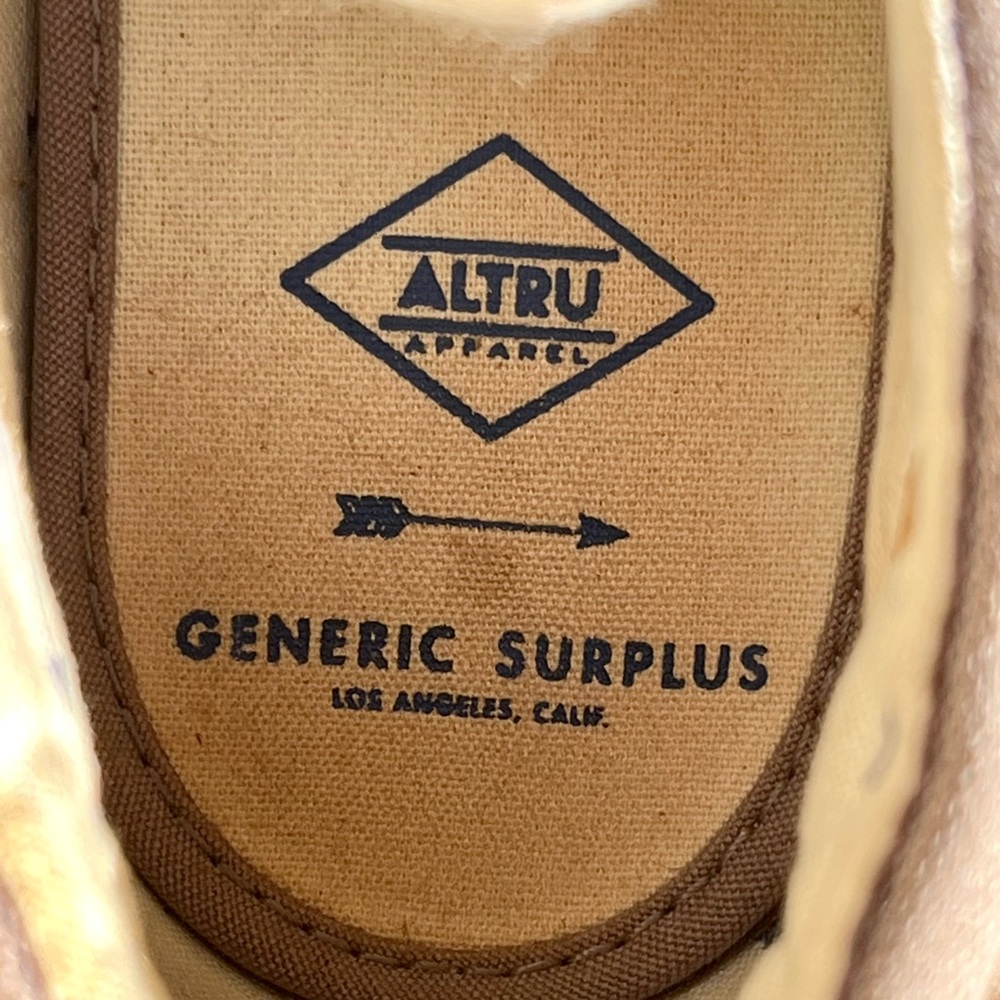 ALTRU
APPAREL
GENERIC SURPLUS
LOS ANGELES, CALIF.